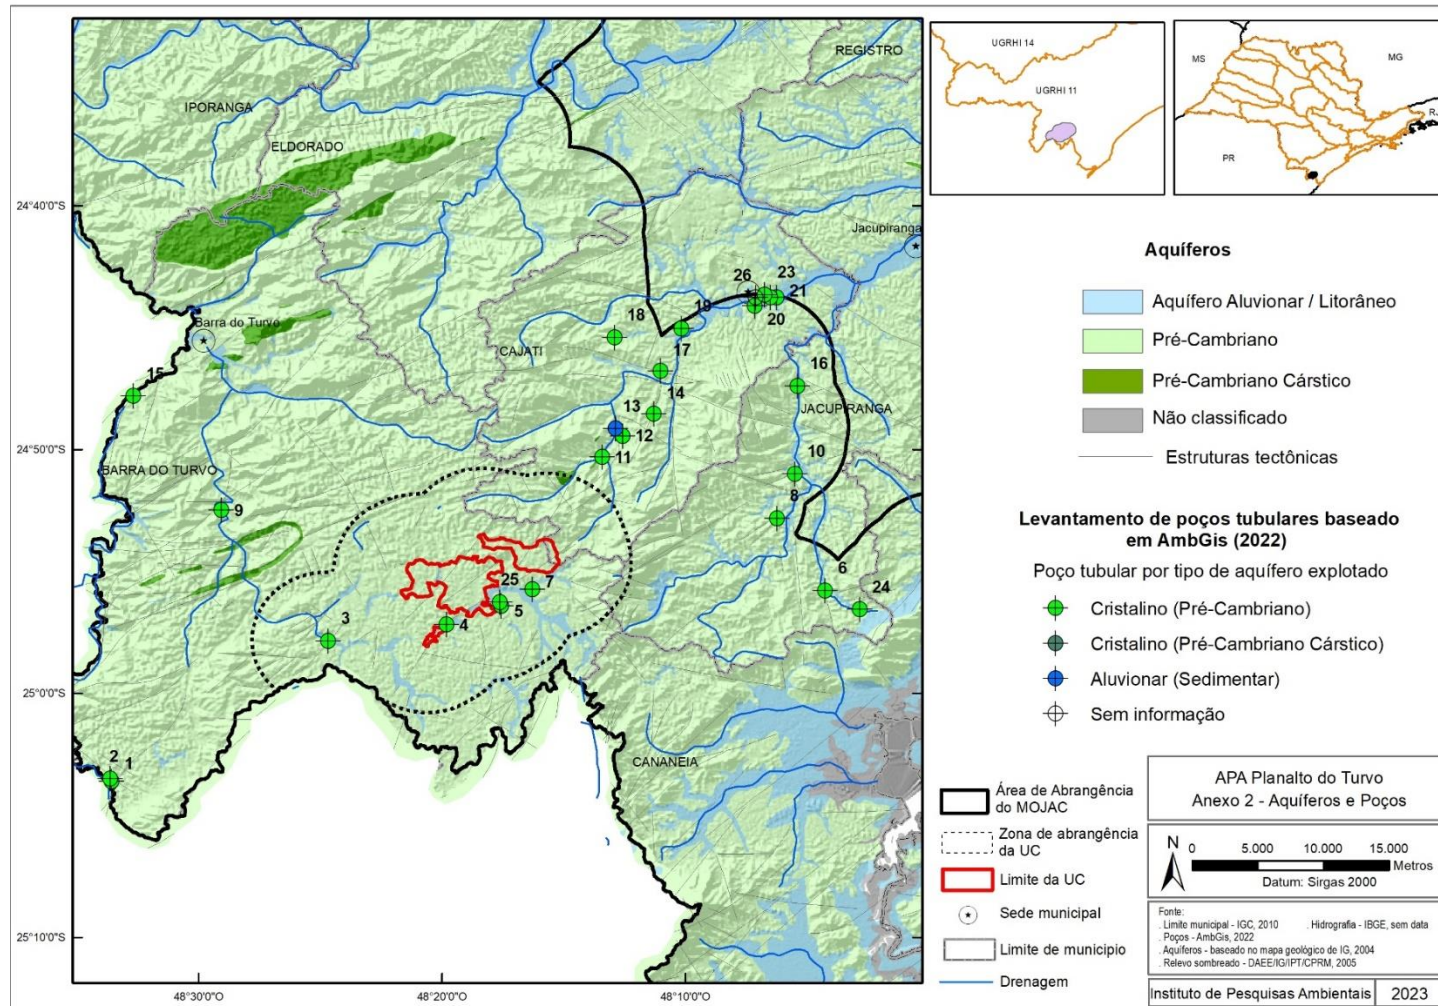 REGISTRO
IPORANGA
ELDORADO
24°40'0"S
Jacupiranga
26
23
21
20
19
18
17
CAJATI
Barra do Turvo
16
15
14
JACUPIRANGA
13
12
24°50'0"S
11
10
BARRA DO TURVO
8
9
25
7
6
24
5
3
4
25°0'0"S
CANANEIA
2
1
25°10'0"S
48°30'0"W
48°20'0"W
48°10'0"W
UGRHI 14
UGRHI 11
MS
MG
PR
Aquíferos
Aquífero Aluvionar / Litorâneo
Pré-Cambriano
Pré-Cambriano Cárstico
Não classificado
Estruturas tectônicas
Levantamento de poços tubulares baseado
em AmbGis (2022)
Poço tubular por tipo de aquífero explotado
Cristalino (Pré-Cambriano)
Cristalino (Pré-Cambriano Cárstico)
Aluvionar (Sedimentar)
Sem informação
Área de Abrangência
do MOJAC
Zona de abrangência
da UC
Limite da UC
Sede municipal
Limite de municipio
Drenagem
APA Planalto do Turvo
Anexo 2 - Aquíferos e Poços
N
0 5.000 10.000 15.000
Metros
Datum: Sirgas 2000
Fonte:
. Limite municipal - IGC, 2010 . Hidrografia - IBGE, sem data
. Poços - AmbGis, 2022
. Aquíferos - baseado no mapa geológico de IG, 2004
. Relevo sombreado - DAEE/IG/IPT/CPRM, 2005
Instituto de Pesquisas Ambientais 2023